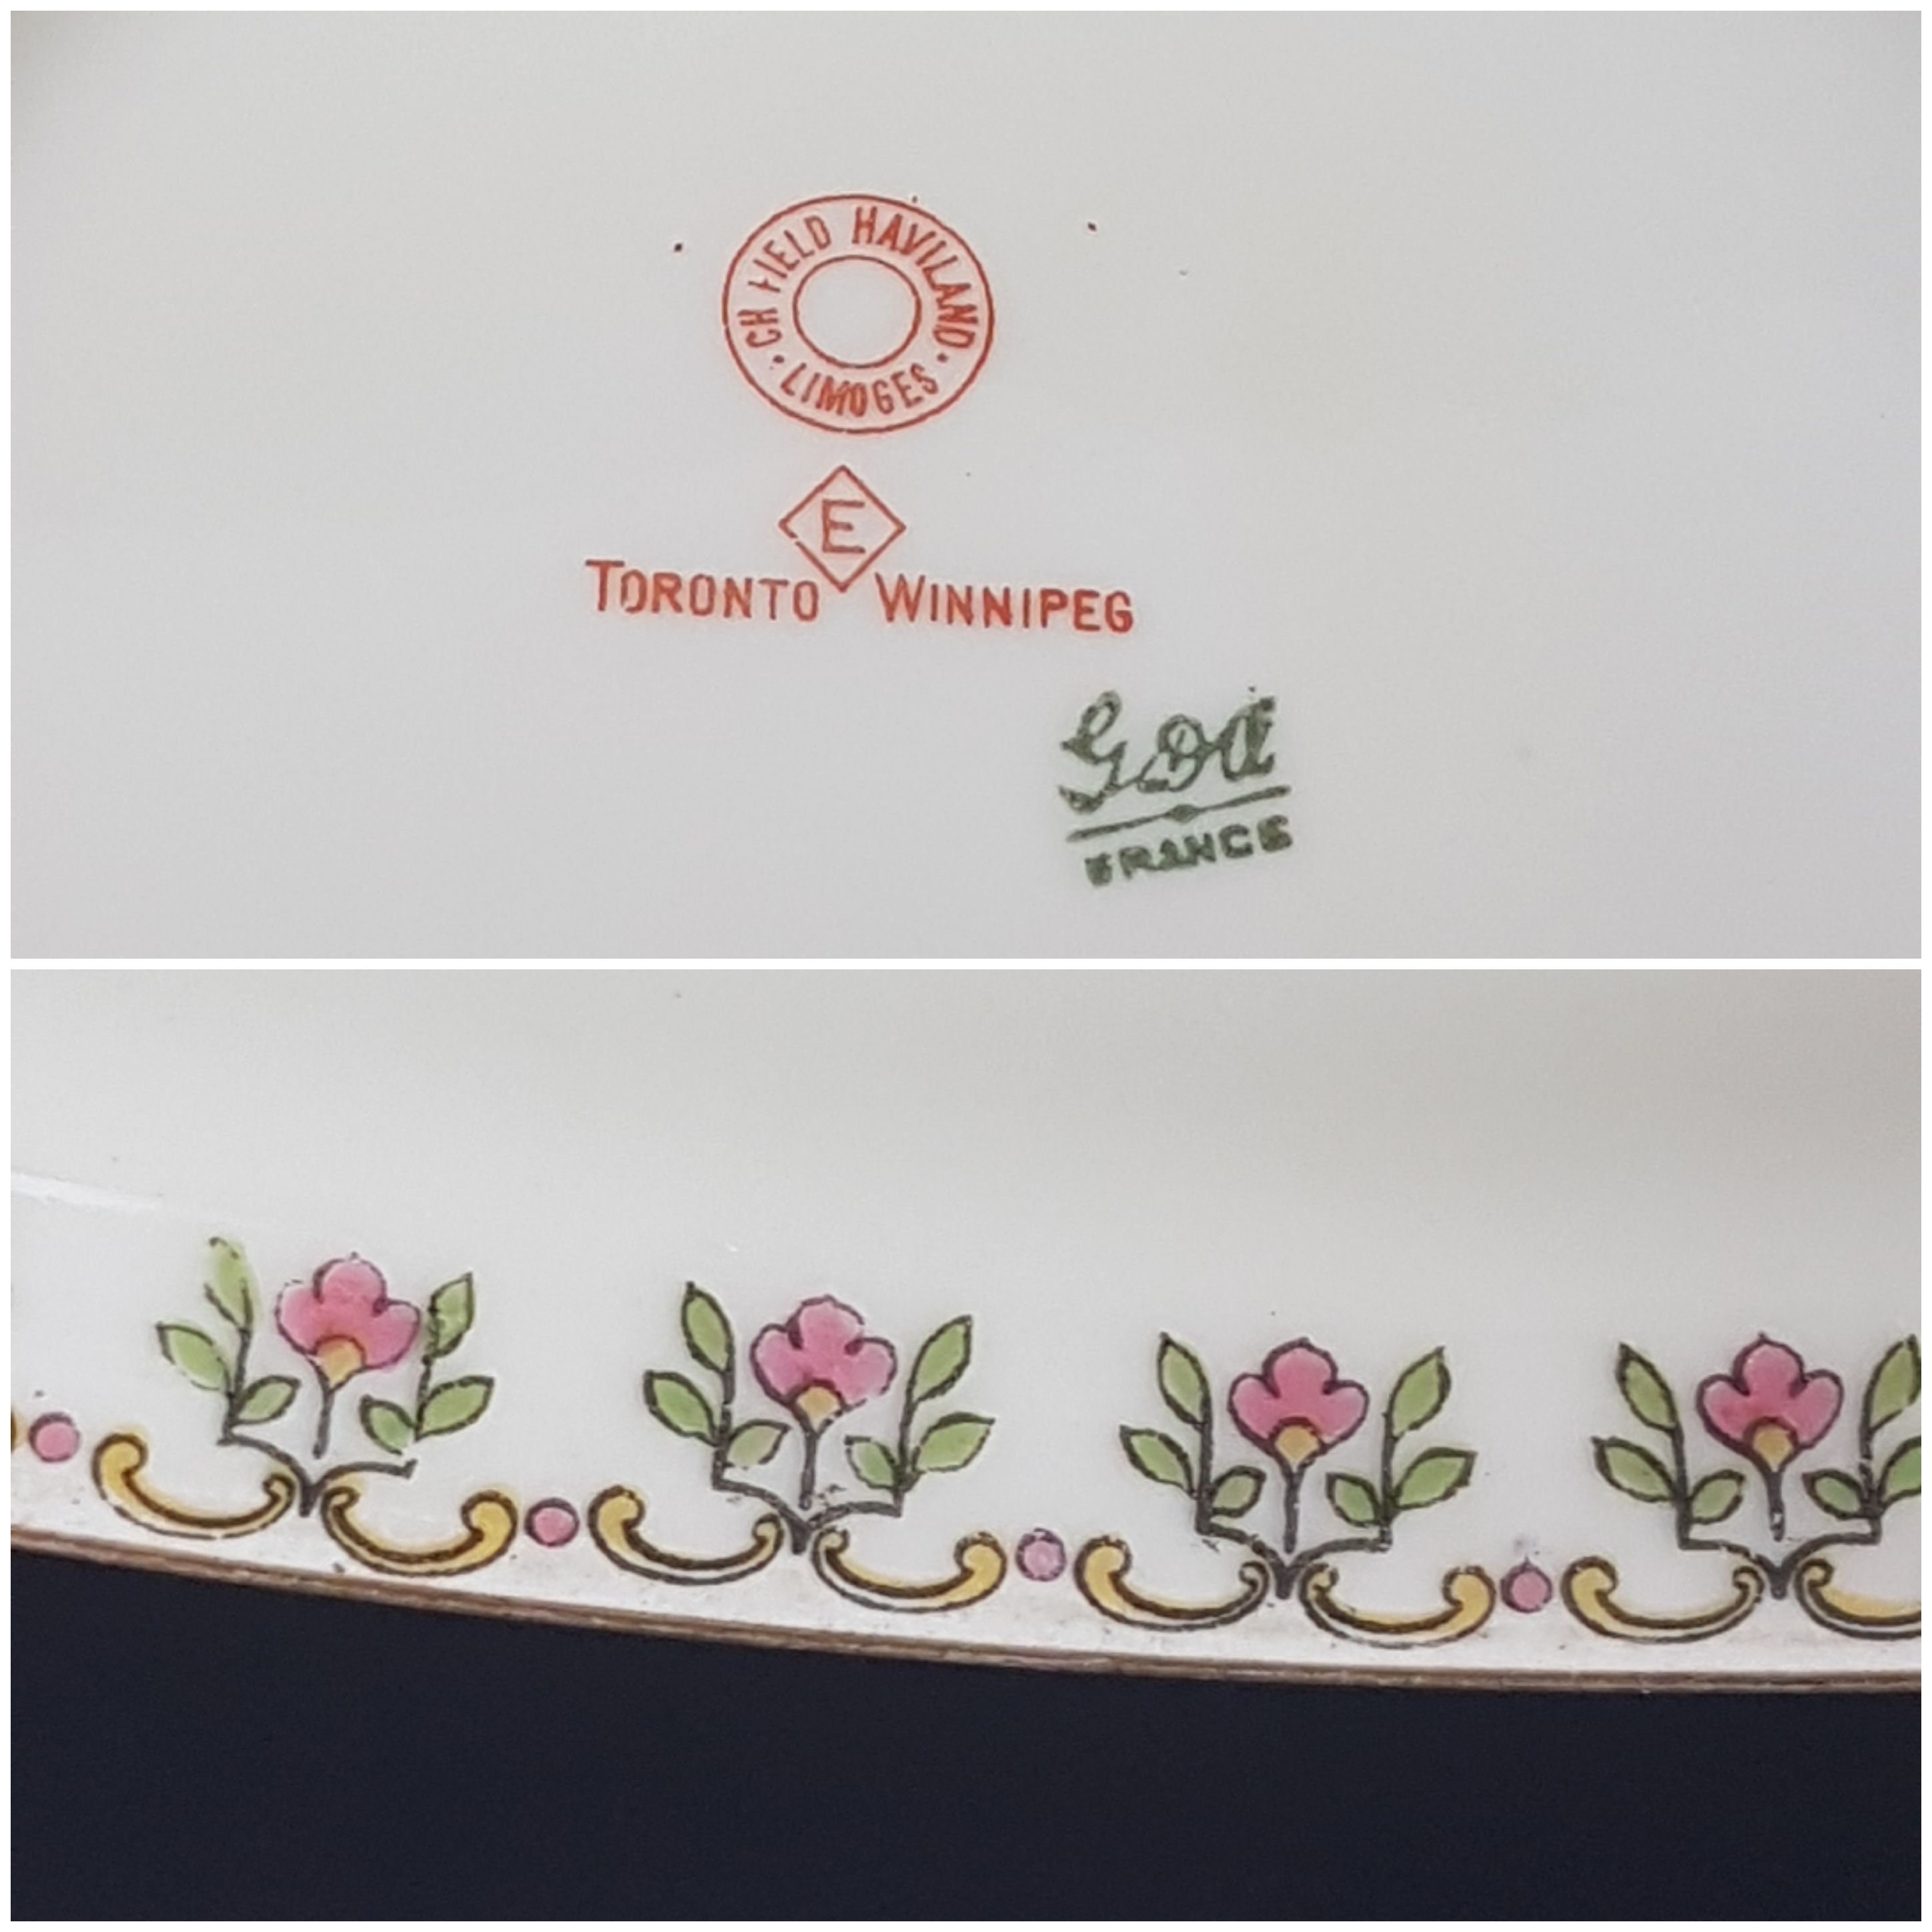 CH FIELD HAVILAND
· LIMOGES ·
E
TORONTO WINNIPEG
GDA
FRANCE